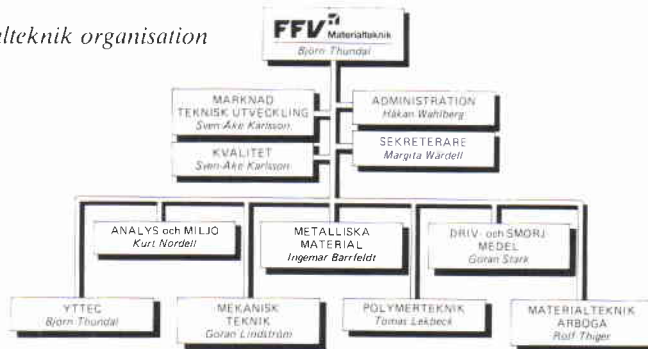 lteknik organisation
FFV Materialteknik
Björn Thundal
MARKNAD
TEKNISK UTVECKLING
Sven-Åke Karlsson
ADMINISTRATION
Håkan Wahlberg
KVALITET
Sven-Åke Karlsson
SEKRETERARE
Margita Wärdell
ANALYS och MILJÖ
Kurt Nordell
METALLISKA
MATERIAL
Ingemar Barrfeldt
DRIV- och SMÖRJ
MEDEL
Göran Stark
YTTEC
Björn Thundal
MEKANISK
TEKNIK
Göran Lindström
POLYMERTEKNIK
Tomas Lekbeck
MATERIALTEKNIK
ARBOGA
Rolf Thiger